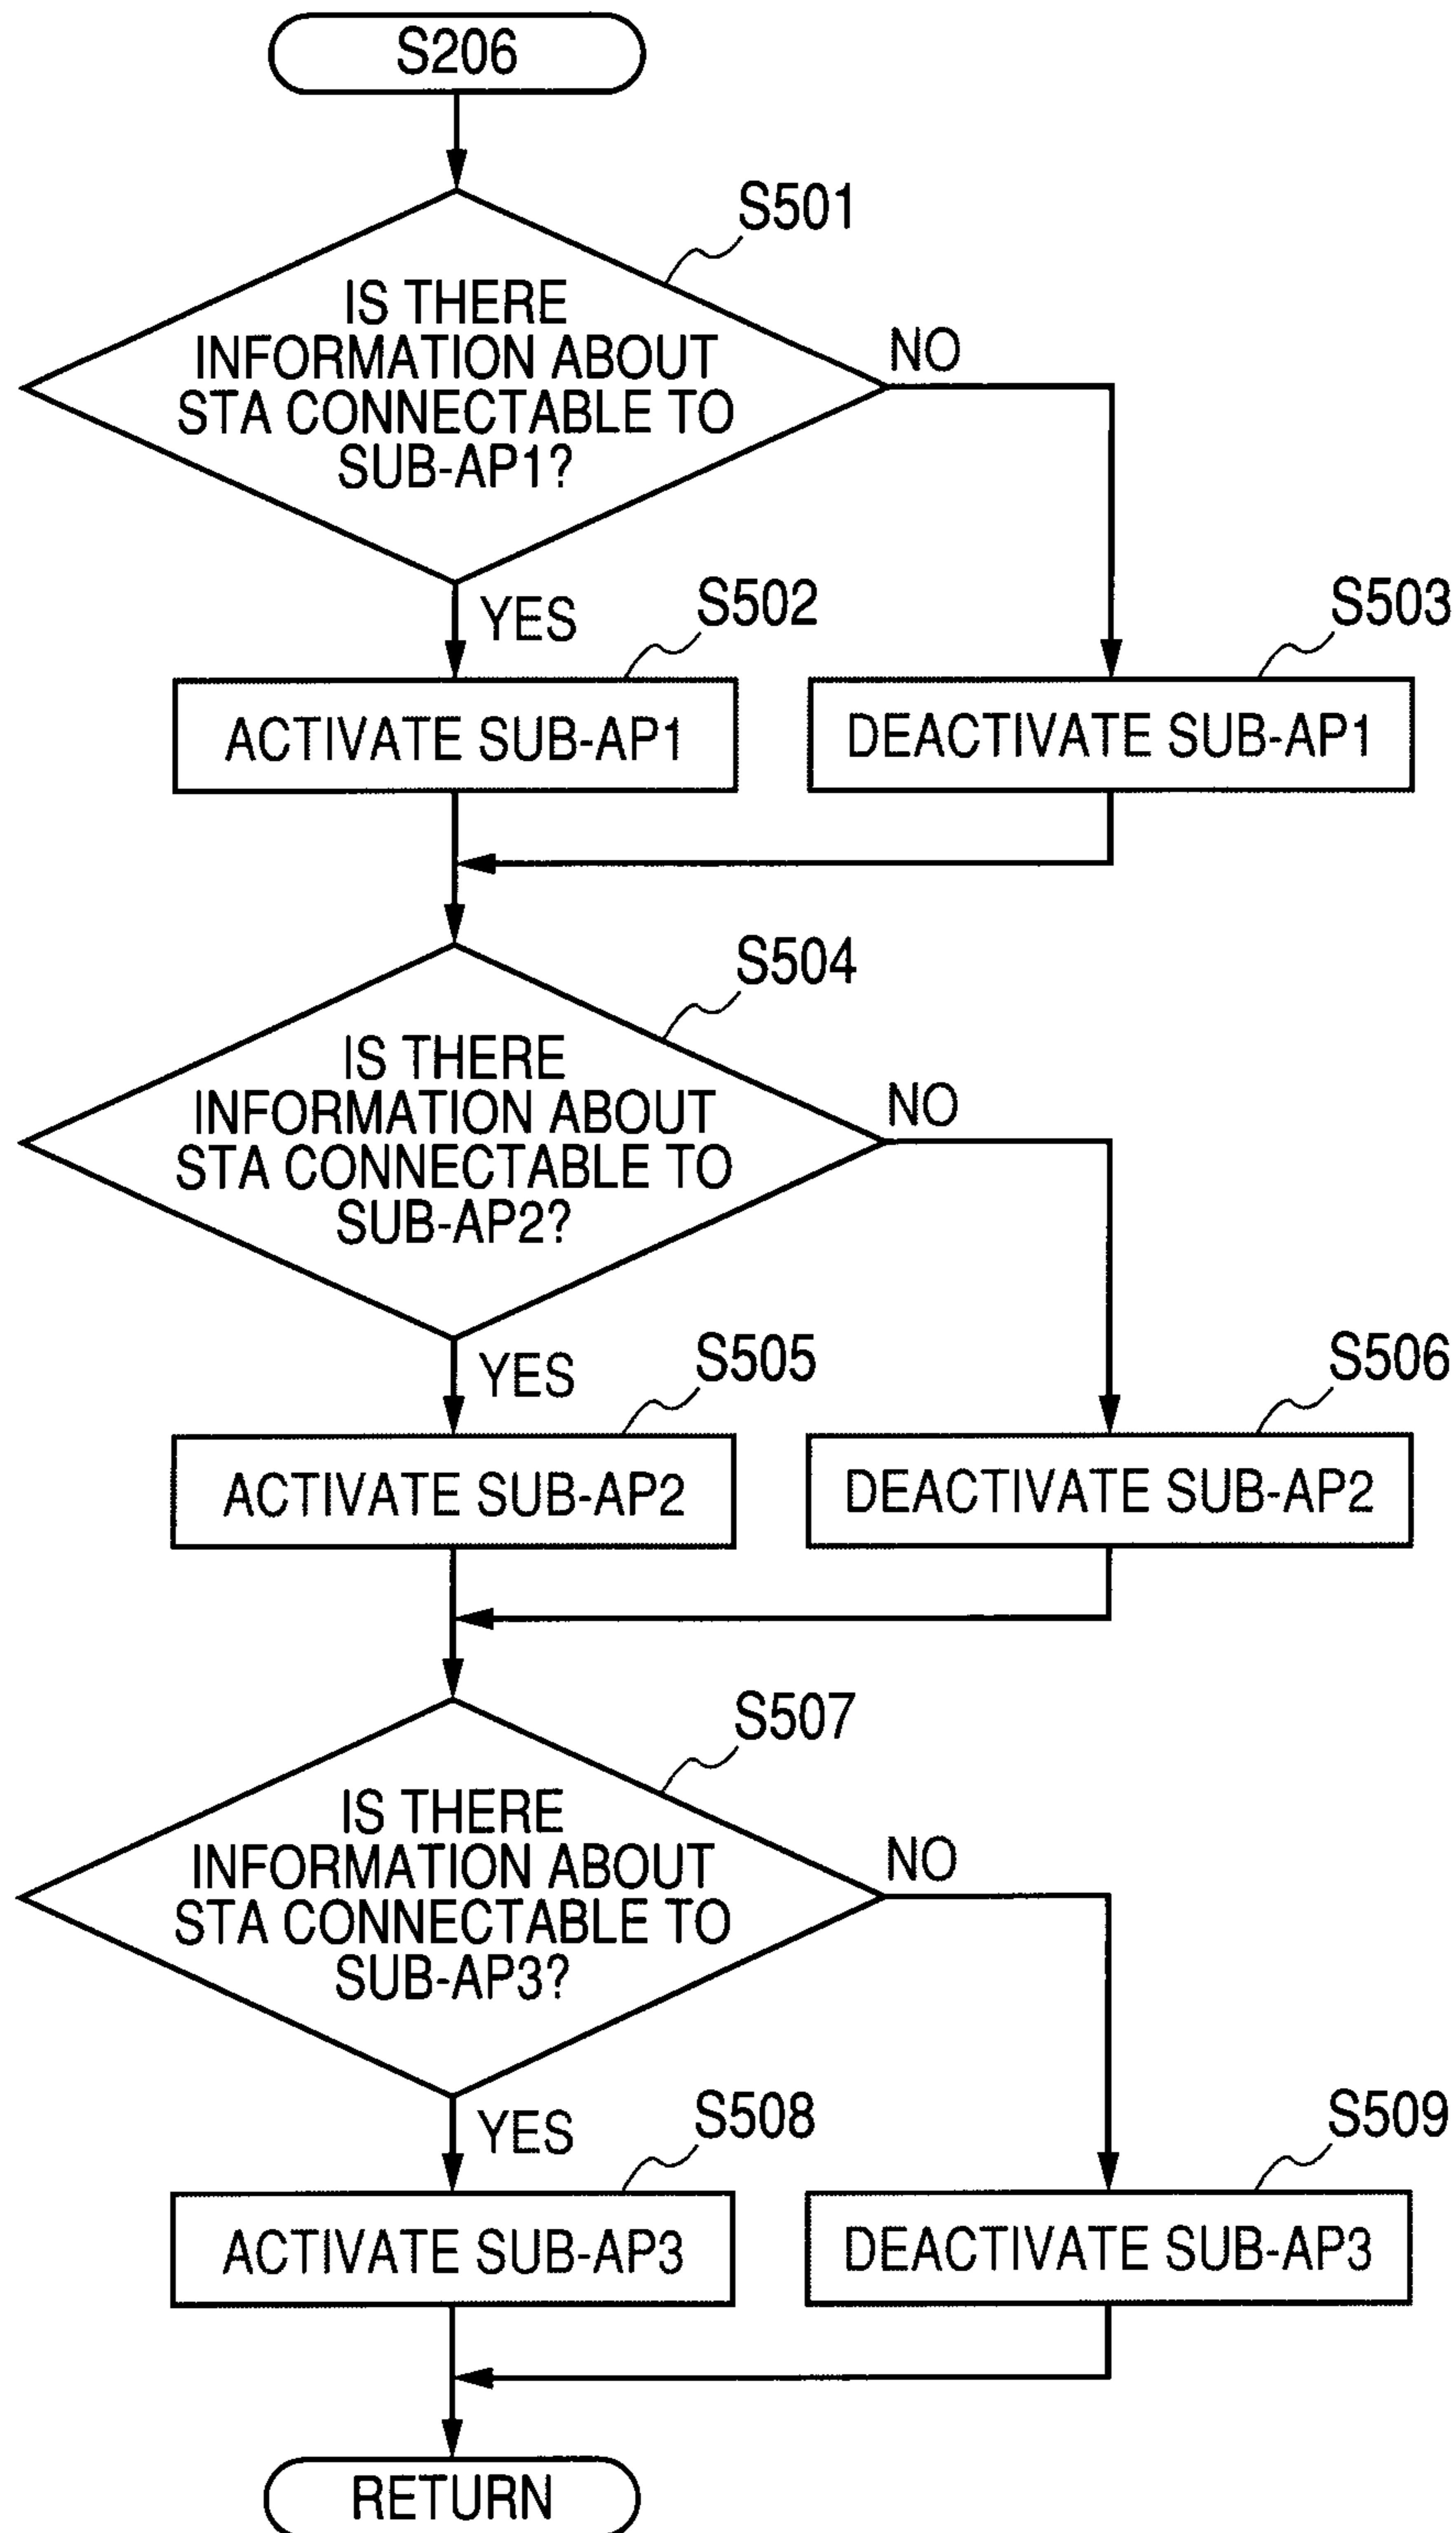 S206
S501
IS THERE
INFORMATION ABOUT
STA CONNECTABLE TO
SUB-AP1?
NO
YES
S502
S503
ACTIVATE SUB-AP1
DEACTIVATE SUB-AP1
S504
IS THERE
INFORMATION ABOUT
STA CONNECTABLE TO
SUB-AP2?
NO
YES
S505
S506
ACTIVATE SUB-AP2
DEACTIVATE SUB-AP2
S507
IS THERE
INFORMATION ABOUT
STA CONNECTABLE TO
SUB-AP3?
NO
YES
S508
S509
ACTIVATE SUB-AP3
DEACTIVATE SUB-AP3
RETURN